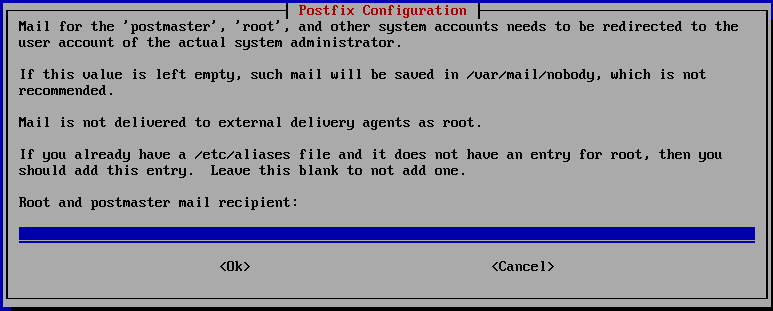 Postfix Configuration
Mail for the 'postmaster', 'root', and other system accounts needs to be redirected to the
user account of the actual system administrator.
If this value is left empty, such mail will be saved in /var/mail/nobody, which is not
recommended.
Mail is not delivered to external delivery agents as root.
If you already have a /etc/aliases file and it does not have an entry for root, then you
should add this entry.  Leave this blank to not add one.
Root and postmaster mail recipient:
<Ok> <Cancel>